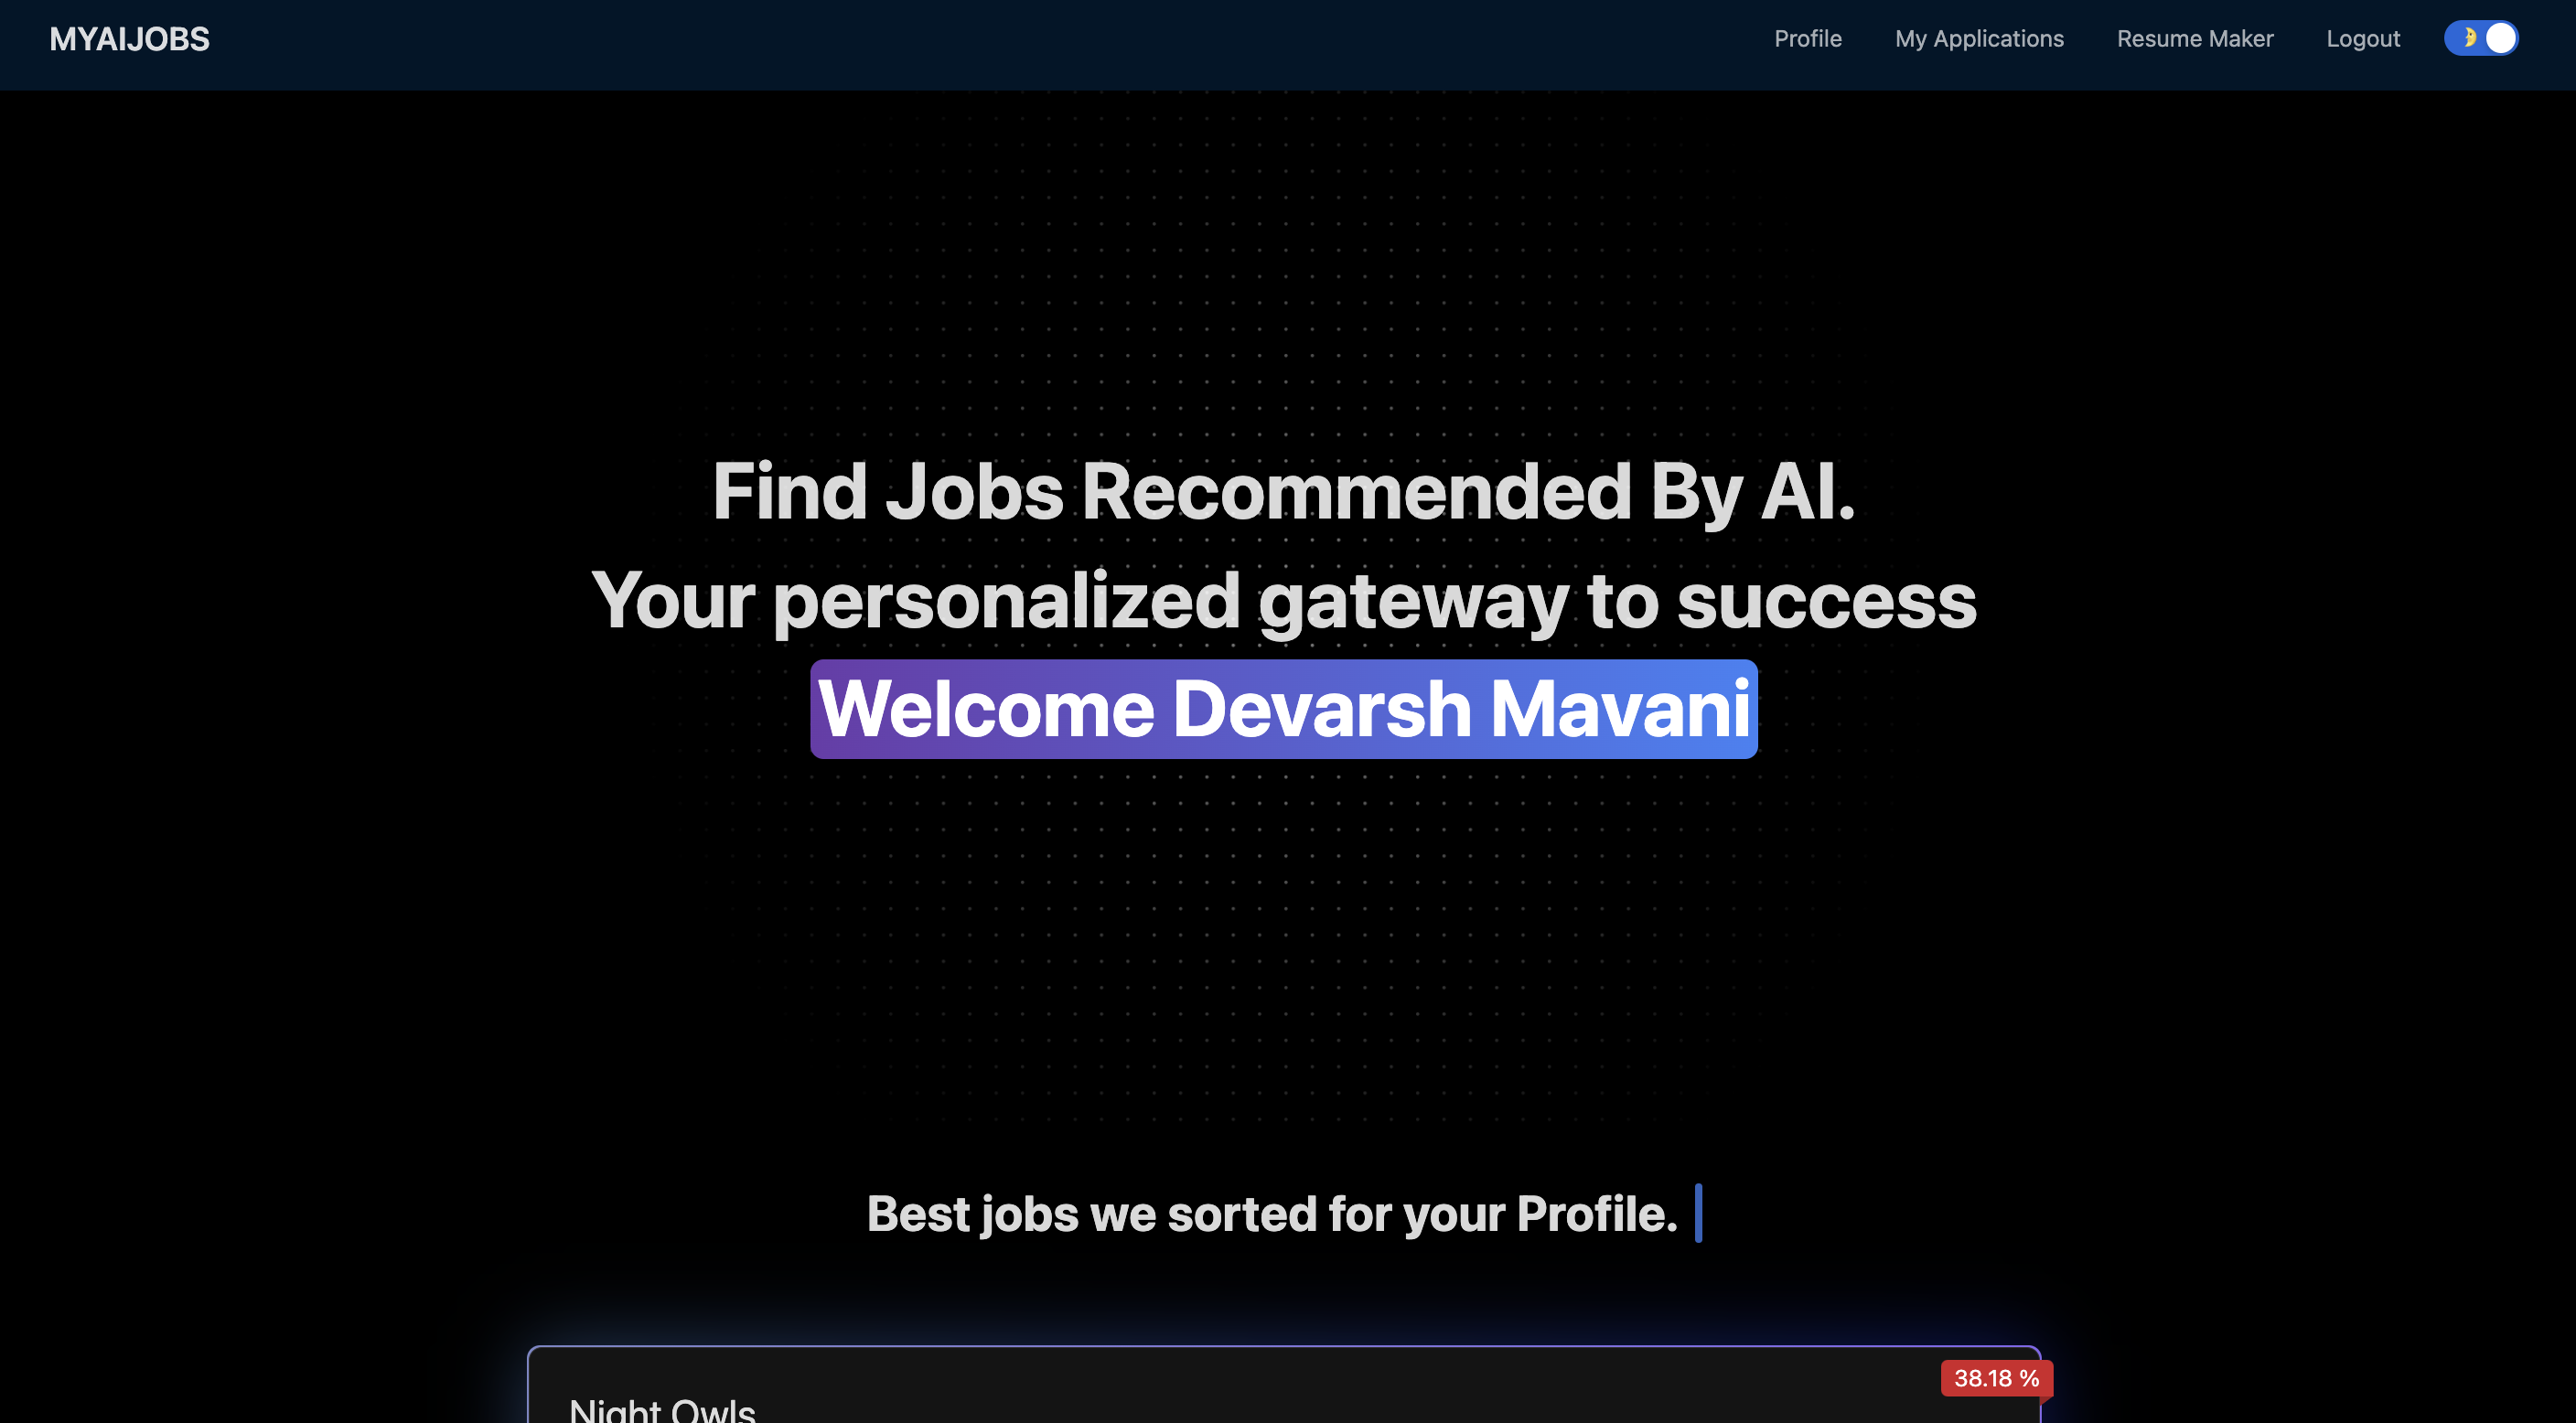 MYAIJOBS
Profile
My Applications
Resume Maker
Logout
Find Jobs Recommended By AI.
Your personalized gateway to success
Welcome Devarsh Mavani
Best jobs we sorted for your Profile.
38.18 %
Night Owls